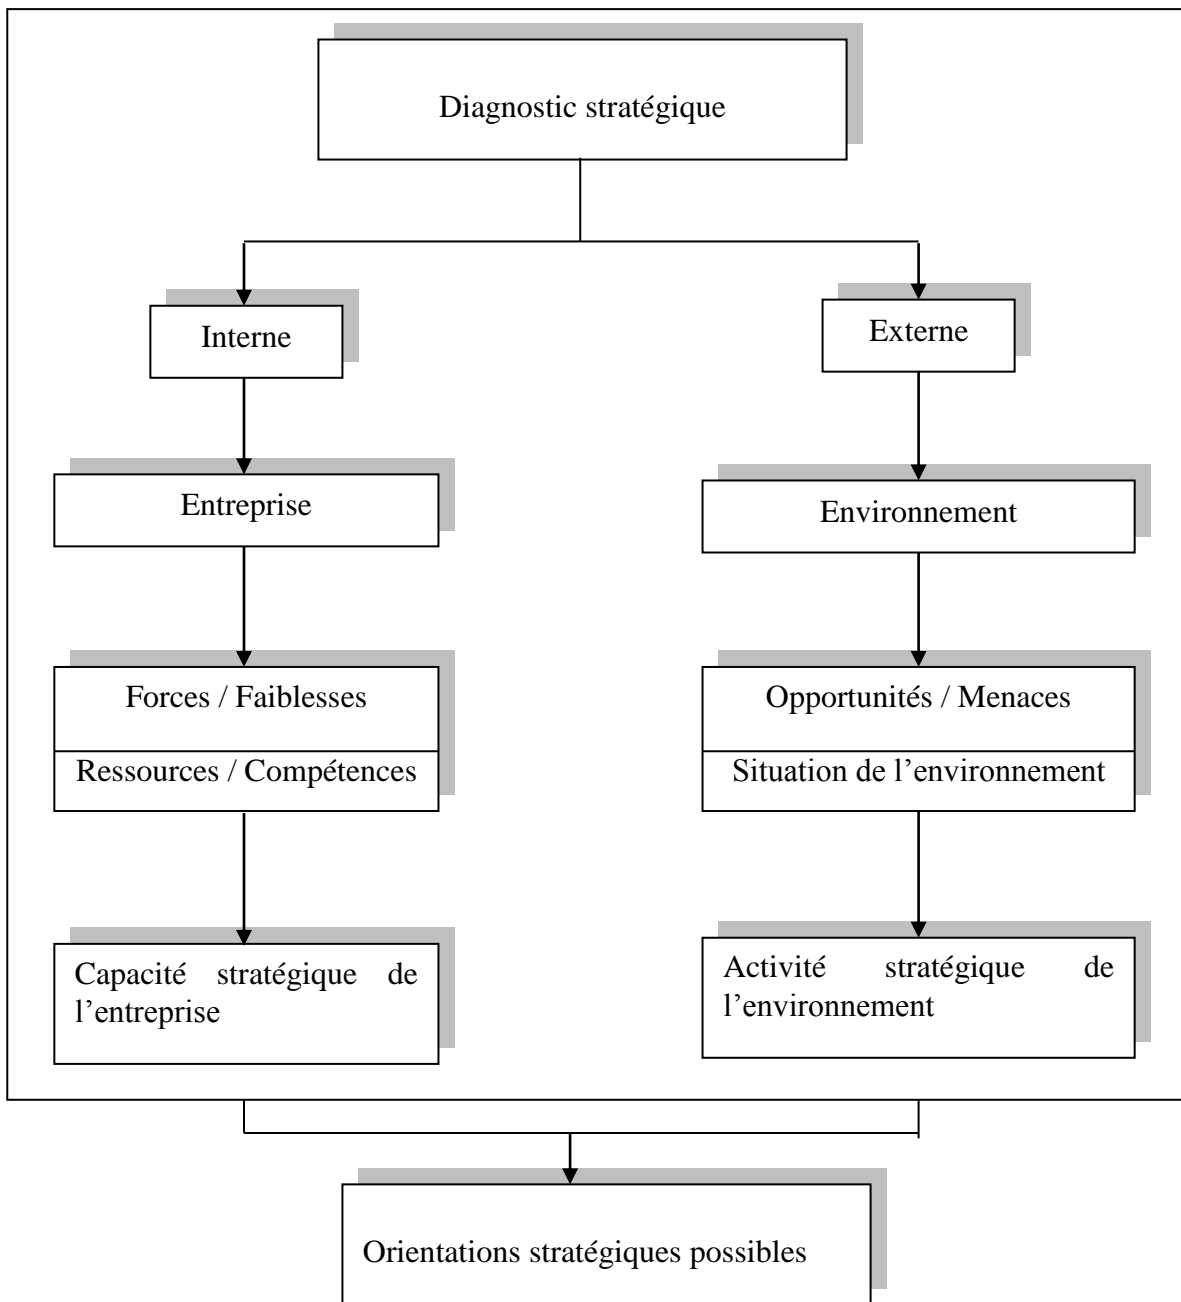 Diagnostic stratégique
Interne
Externe
Entreprise
Environnement
Forces / Faiblesses
Ressources / Compétences
Opportunités / Menaces
Situation de l’environnement
Capacité stratégique de
l’entreprise
Activité stratégique de
l’environnement
Orientations stratégiques possibles